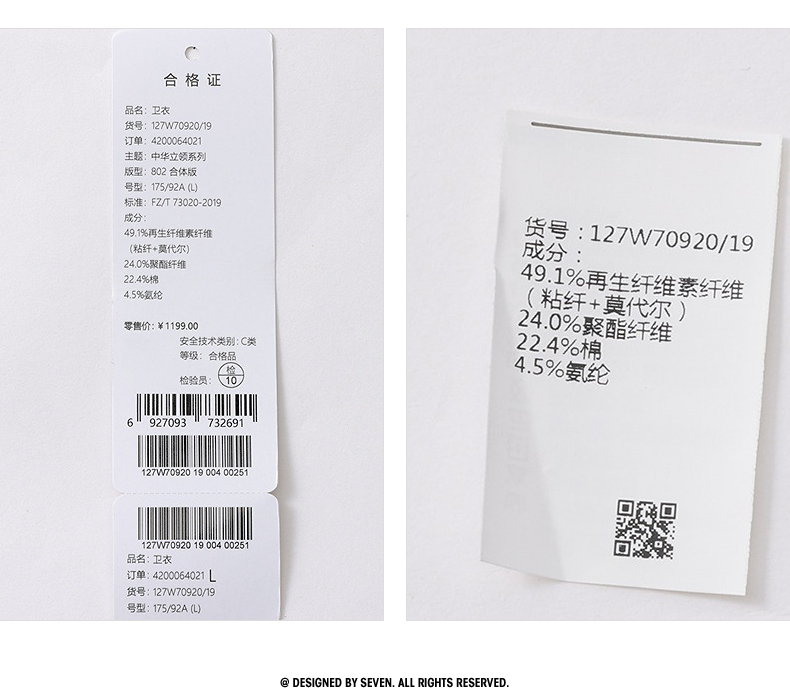 合格证
品名: 卫衣
货号: 127W70920/19
订单: 4200064021
主题: 中华立领系列
版型: 802 合体版
号型: 175/92A (L)
标准: FZ/T 73020-2019
成分:
49.1%再生纤维素纤维
（粘纤+莫代尔）
24.0%聚酯纤维
22.4%棉
4.5%氨纶
零售价: ¥1199.00
安全技术类别: C类
等级: 合格品
检验员: 检 10
6 927093 732691
127W70920 19 004 00251
127W70920 19 004 00251
品名: 卫衣
订单: 4200064021 L
货号: 127W70920/19
号型: 175/92A (L)
货号：127W70920/19
成分：
49.1%再生纤维素纤维
（粘纤+莫代尔）
24.0%聚酯纤维
22.4%棉
4.5%氨纶
@ DESIGNED BY SEVEN. ALL RIGHTS RESERVED.